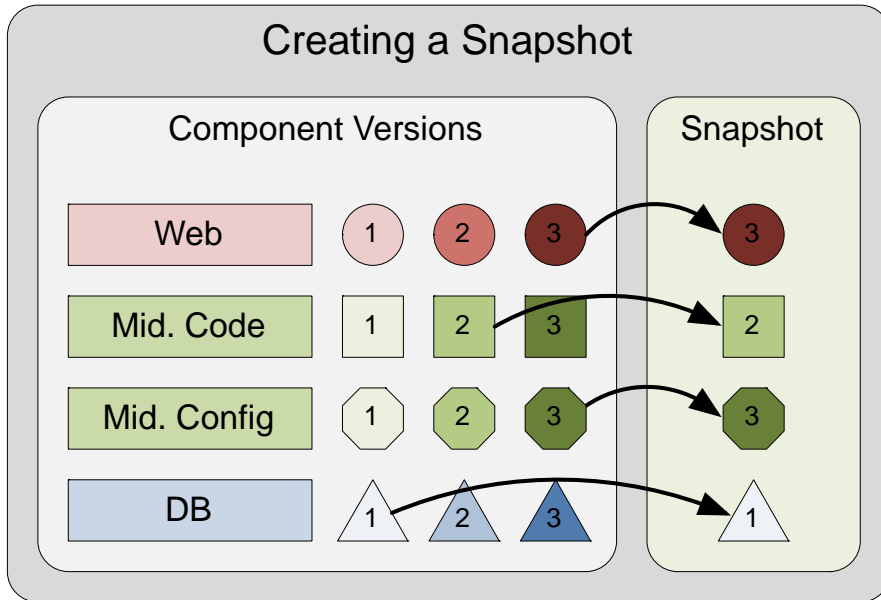 Creating a Snapshot
Component Versions
Snapshot
Web 1 2 3 3
Mid. Code 1 2 3 2
Mid. Config 1 2 3 3
DB 1 2 3 1